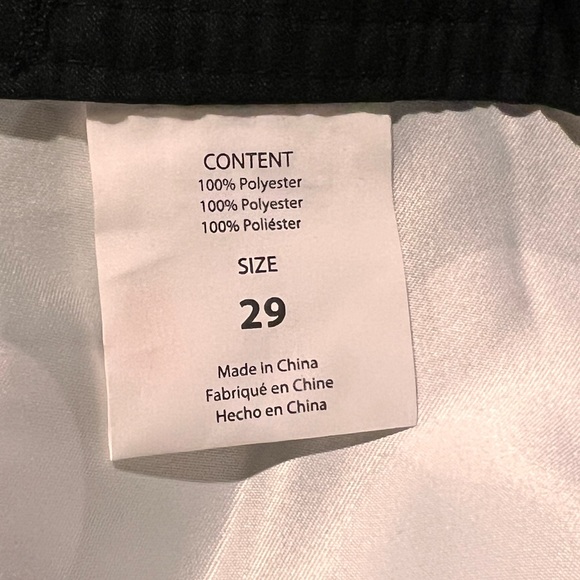 CONTENT
100% Polyester
100% Polyester
100% Poliéster
SIZE
29
Made in China
Fabriqué en Chine
Hecho en China